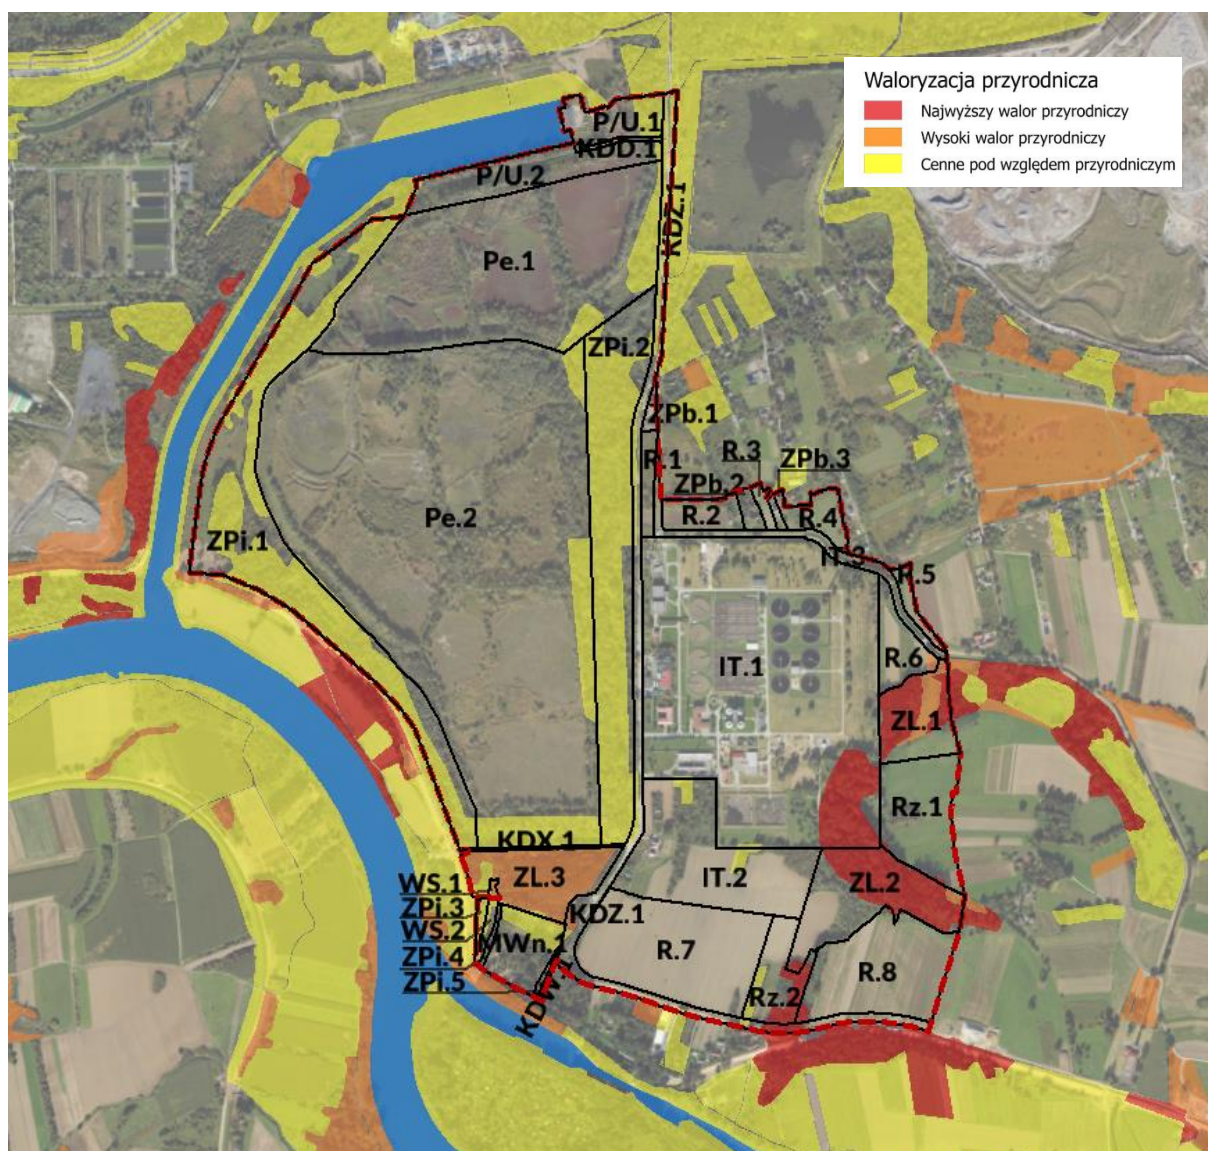 Waloryzacja przyrodnicza
Najwyższy walor przyrodniczy
Wysoki walor przyrodniczy
Cenne pod względem przyrodniczym
P/U.1
KDD.1
P/U.2
KDZ.1
Pe.1
ZPi.2
ZPb.1
R.1
R.3
ZPb.3
ZPb.2
R.2
R.4
Pe.2
ZPi.1
IT.3
R.5
IT.1
R.6
ZL.1
Rz.1
KDX.1
ZL.3
IT.2
ZL.2
WS.1
ZPi.3
WS.2
ZPi.4
ZPi.5
MWn.1
KDZ.1
KDW.1
R.7
R.8
Rz.2